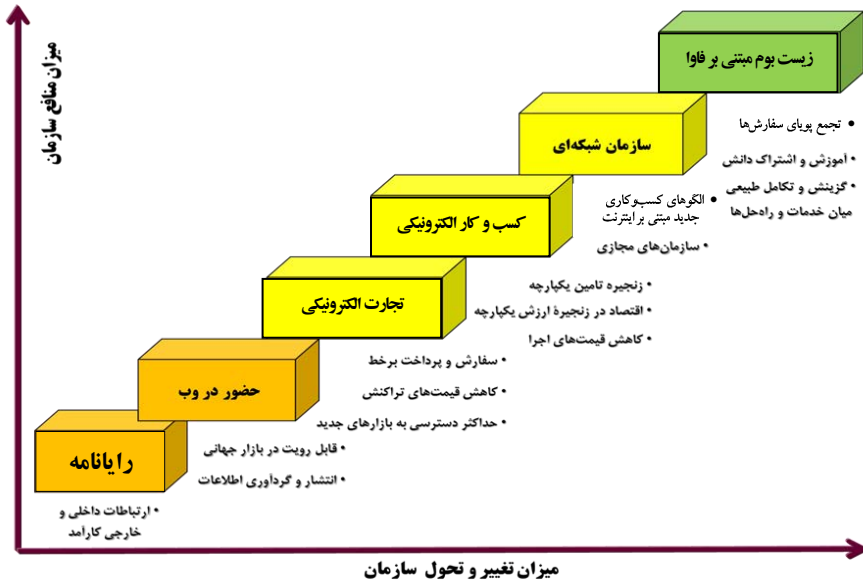 میزان منافع سازمان
زیست بوم مبتنی بر فاوا
• تجمع پویای سفارش‌ها
• آموزش و اشتراک دانش
• گزینش و تکامل طبیعی
میان خدمات و راه‌حل‌ها
سازمان شبکه‌ای
• الگوهای کسب‌وکاری
جدید مبتنی بر اینترنت
• سازمان‌های مجازی
کسب و کار الکترونیکی
• زنجیره تامین یکپارچه
• اقتصاد در زنجیرهٔ ارزش یکپارچه
• کاهش قیمت‌های اجرا
تجارت الکترونیکی
• سفارش و پرداخت برخط
• کاهش قیمت‌های تراکنش
• حداکثر دسترسی به بازارهای جدید
حضور در وب
• قابل رویت در بازار جهانی
• انتشار و گردآوری اطلاعات
رایانامه
• ارتباطات داخلی و
خارجی کارآمد
میزان تغییر و تحول سازمان